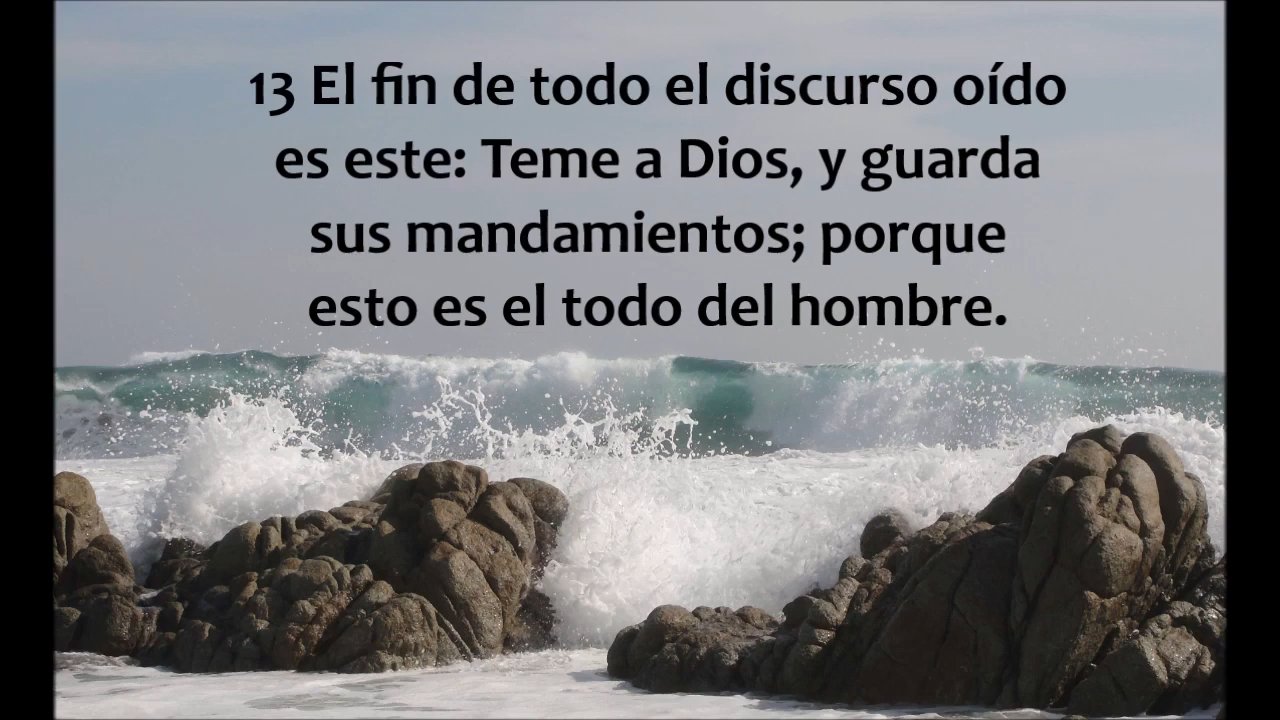 13 El fin de todo el discurso oído
es este: Teme a Dios, y guarda
sus mandamientos; porque
esto es el todo del hombre.